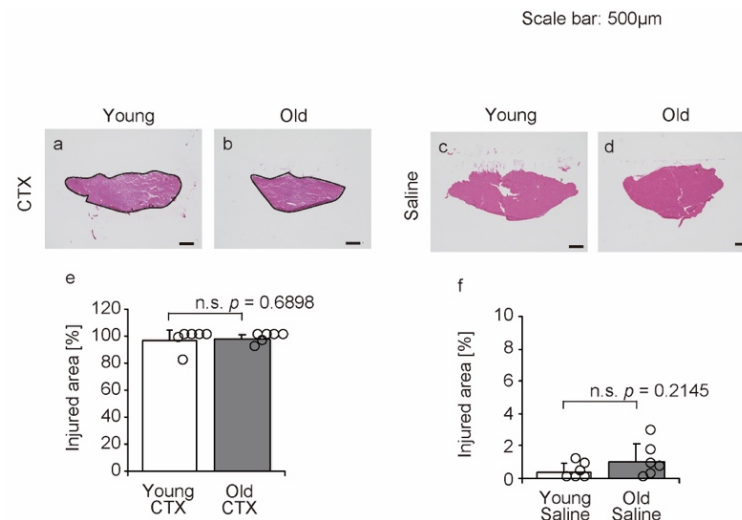 Scale bar: 500µm
Young
Old
Young
Old
CTX
a
b
Saline
c
d
e
n.s. p = 0.6898
Injured area [%]
120
100
80
60
40
20
0
Young
CTX
Old
CTX
f
n.s. p = 0.2145
Injured area [%]
10
8
6
4
2
0
Young
Saline
Old
Saline